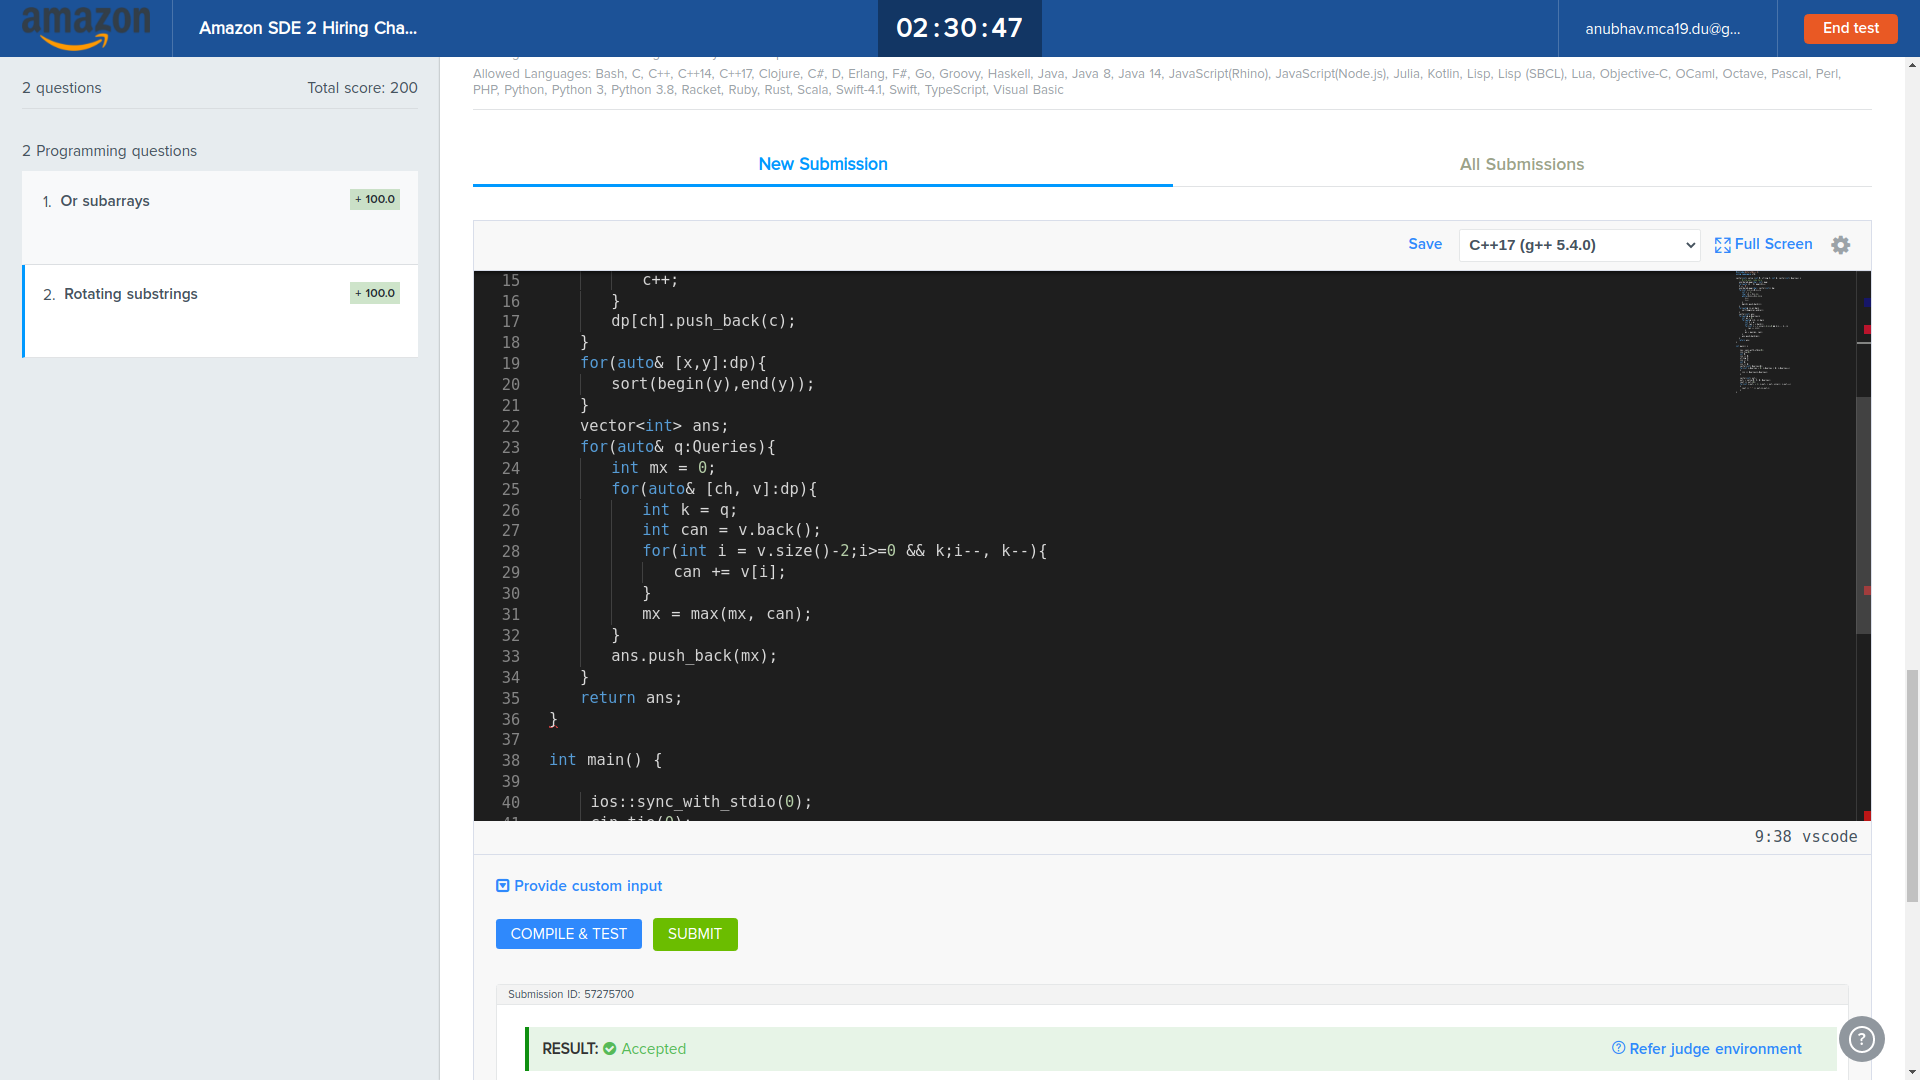 amazon
Amazon SDE 2 Hiring Cha...
02:30:47
anubhav.mca19.du@g...
End test
2 questions
Total score: 200
2 Programming questions
1. Or subarrays
+ 100.0
2. Rotating substrings
+ 100.0
Allowed Languages: Bash, C, C++, C++14, C++17, Clojure, C#, D, Erlang, F#, Go, Groovy, Haskell, Java, Java 8, Java 14, JavaScript(Rhino), JavaScript(Node.js), Julia, Kotlin, Lisp, Lisp (SBCL), Lua, Objective-C, OCaml, Octave, Pascal, Perl,
PHP, Python, Python 3, Python 3.8, Racket, Ruby, Rust, Scala, Swift-4.1, Swift, TypeScript, Visual Basic
New Submission
All Submissions
Save
C++17 (g++ 5.4.0)
Full Screen
15 c++;
16 }
17 dp[ch].push_back(c);
18 }
19 for(auto& [x,y]:dp){
20 sort(begin(y),end(y));
21 }
22 vector<int> ans;
23 for(auto& q:Queries){
24 int mx = 0;
25 for(auto& [ch, v]:dp){
26 int k = q;
27 int can = v.back();
28 for(int i = v.size()-2;i>=0 && k;i--, k--){
29 can += v[i];
30 }
31 mx = max(mx, can);
32 }
33 ans.push_back(mx);
34 }
35 return ans;
36 }
37
38 int main() {
39
40 ios::sync_with_stdio(0);
41 cin.tie(0);
9:38 vscode
Provide custom input
COMPILE & TEST
SUBMIT
Submission ID: 57275700
RESULT: Accepted
Refer judge environment
?